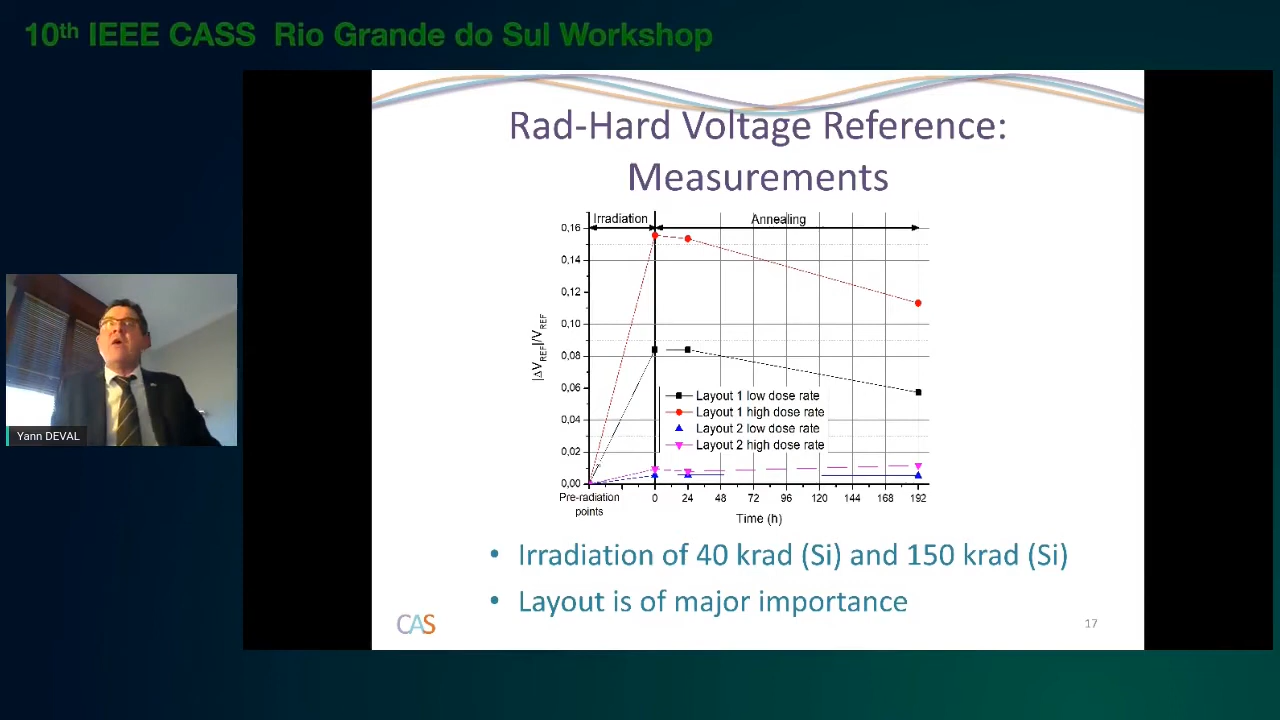 10th IEEE CASS Rio Grande do Sul Workshop
Rad-Hard Voltage Reference:
Measurements
Irradiation
Annealing
0,16
0,14
0,12
0,10
0,08
0,06
0,04
0,02
0,00
|ΔVREF|/VREF
Layout 1 low dose rate
Layout 1 high dose rate
Layout 2 low dose rate
Layout 2 high dose rate
Pre-radiation
points
0 24 48 72 96 120 144 168 192
Time (h)
• Irradiation of 40 krad (Si) and 150 krad (Si)
• Layout is of major importance
CAS
17
Yann DEVAL